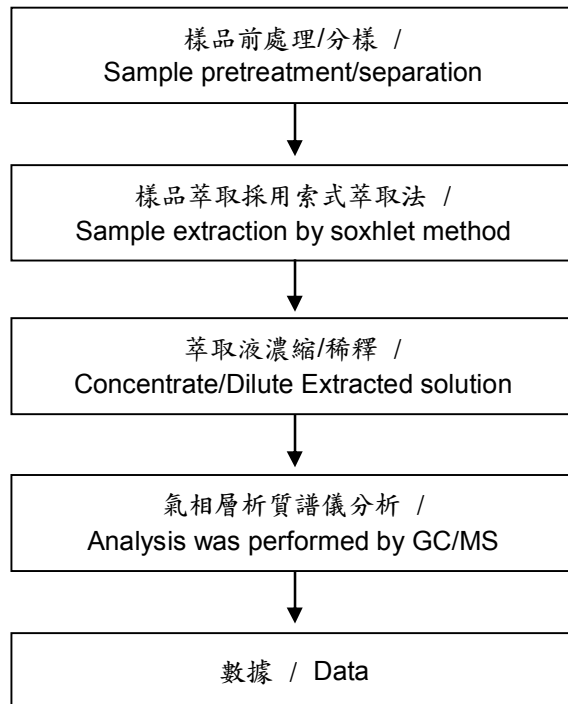 樣品前處理/分樣 /
Sample pretreatment/separation
樣品萃取採用索式萃取法 /
Sample extraction by soxhlet method
萃取液濃縮/稀釋 /
Concentrate/Dilute Extracted solution
氣相層析質譜儀分析 /
Analysis was performed by GC/MS
數據 / Data